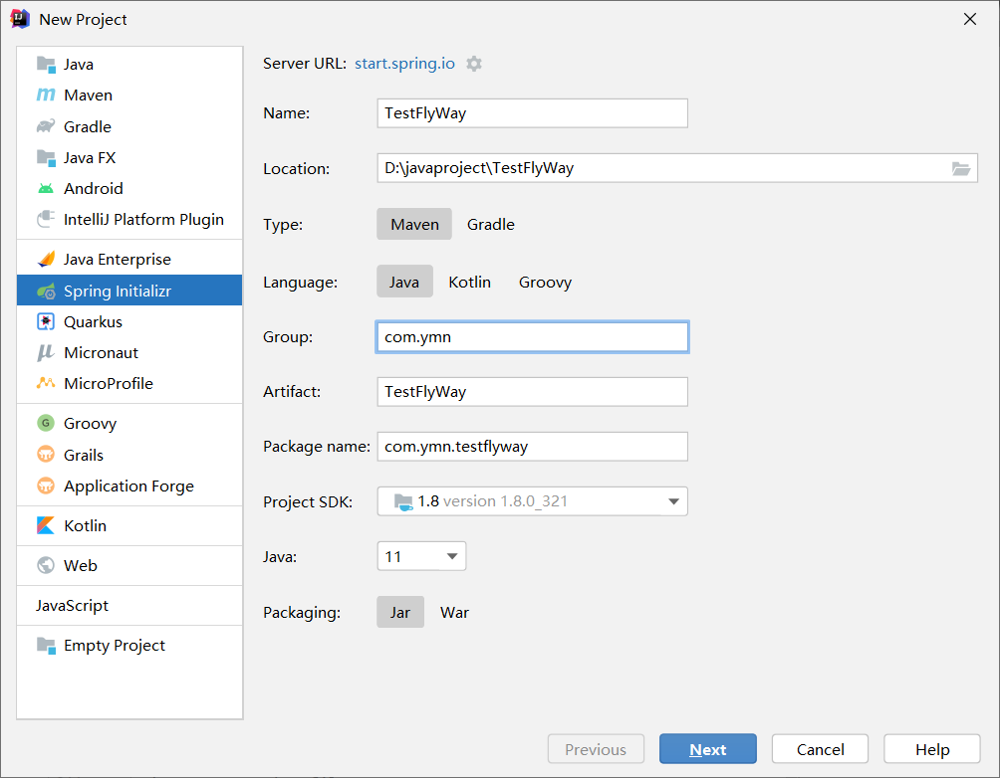 New Project
Java
Maven
Gradle
Java FX
Android
IntelliJ Platform Plugin
Java Enterprise
Spring Initializr
Quarkus
Micronaut
MicroProfile
Groovy
Grails
Application Forge
Kotlin
Web
JavaScript
Empty Project
Server URL: start.spring.io
Name: TestFlyWay
Location: D:\javaproject\TestFlyWay
Type: Maven Gradle
Language: Java Kotlin Groovy
Group: com.ymn
Artifact: TestFlyWay
Package name: com.ymn.testflyway
Project SDK: 1.8 version 1.8.0_321
Java: 11
Packaging: Jar War
Previous Next Cancel Help